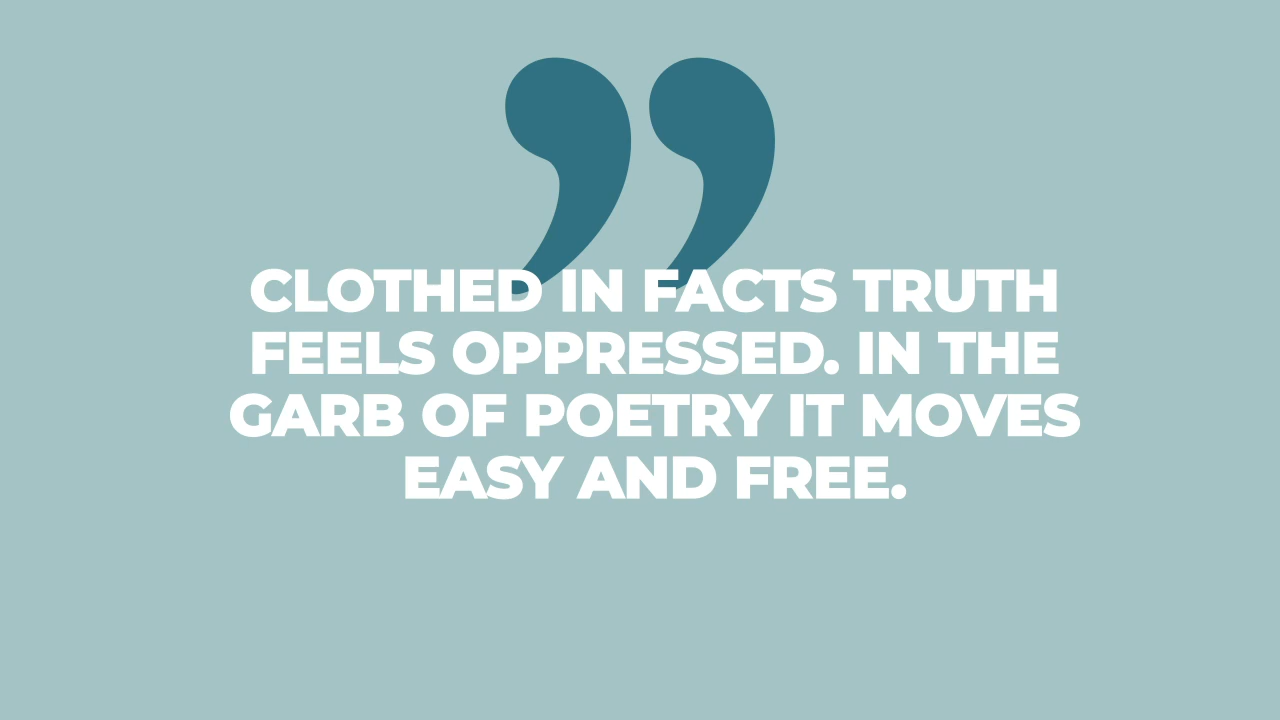 ”
CLOTHED IN FACTS TRUTH
FEELS OPPRESSED. IN THE
GARB OF POETRY IT MOVES
EASY AND FREE.